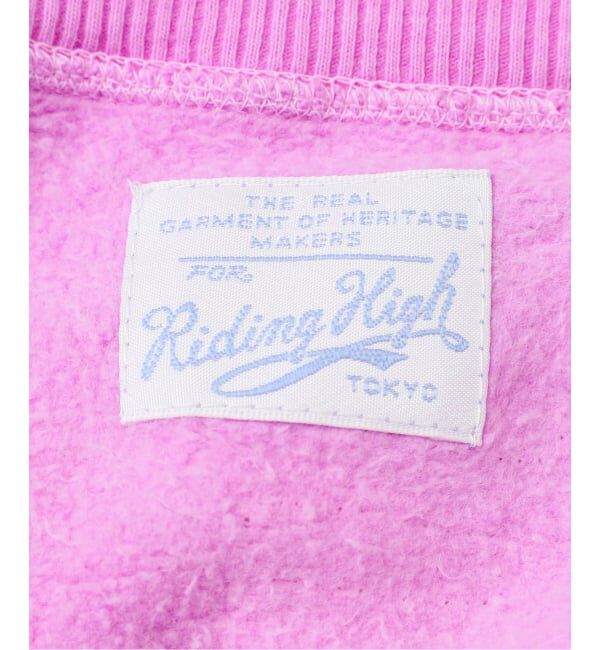 THE REAL
GARMENT OF HERITAGE
MAKERS
FOR
Riding High
TOKYO